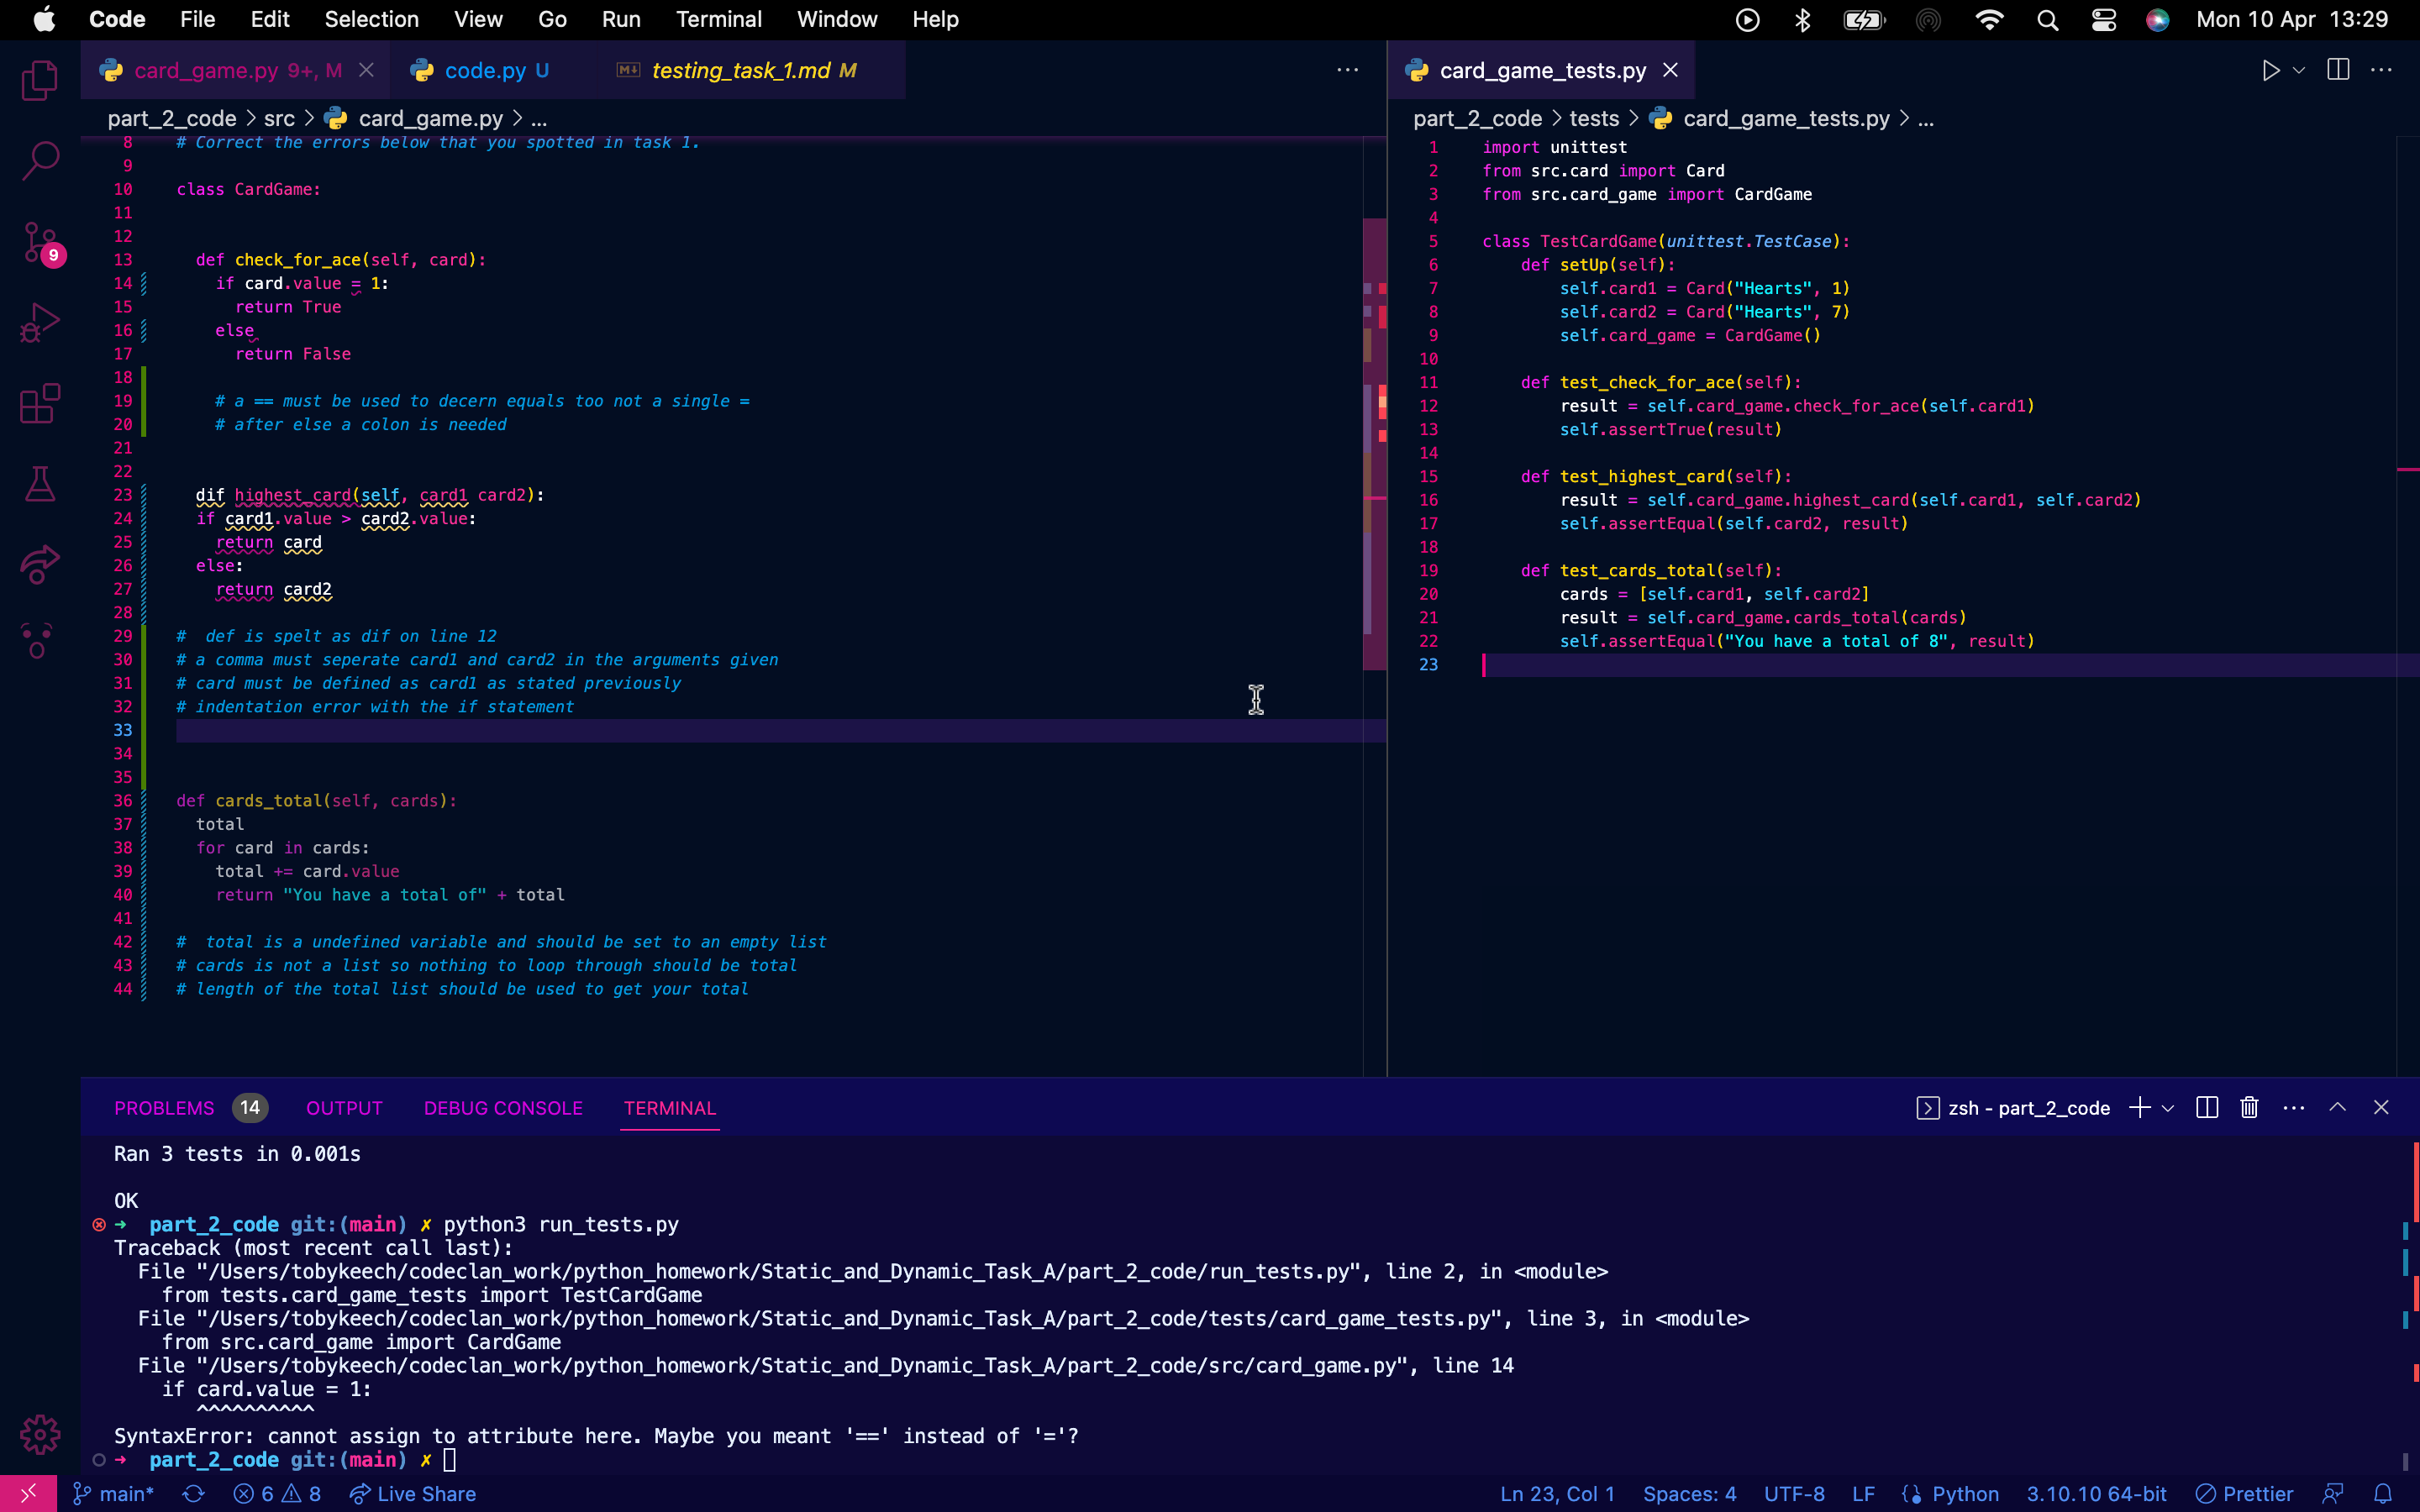 Code File Edit Selection View Go Run Terminal Window Help Mon 10 Apr 13:29
card_game.py 9+, M code.py U testing_task_1.md M
part_2_code > src > card_game.py > ...
8 # Correct the errors below that you spotted in task 1.
9
10 class CardGame:
11
12
13 def check_for_ace(self, card):
14 if card.value = 1:
15 return True
16 else
17 return False
18
19 # a == must be used to decern equals too not a single =
20 # after else a colon is needed
21
22
23 dif highest_card(self, card1 card2):
24 if card1.value > card2.value:
25 return card
26 else:
27 return card2
28
29 #  def is spelt as dif on line 12
30 # a comma must seperate card1 and card2 in the arguments given
31 # card must be defined as card1 as stated previously
32 # indentation error with the if statement
33
34
35
36 def cards_total(self, cards):
37 total
38 for card in cards:
39 total += card.value
40 return "You have a total of" + total
41
42 #  total is a undefined variable and should be set to an empty list
43 # cards is not a list so nothing to loop through should be total
44 # length of the total list should be used to get your total
card_game_tests.py
part_2_code > tests > card_game_tests.py > ...
1 import unittest
2 from src.card import Card
3 from src.card_game import CardGame
4
5 class TestCardGame(unittest.TestCase):
6 def setUp(self):
7 self.card1 = Card("Hearts", 1)
8 self.card2 = Card("Hearts", 7)
9 self.card_game = CardGame()
10
11 def test_check_for_ace(self):
12 result = self.card_game.check_for_ace(self.card1)
13 self.assertTrue(result)
14
15 def test_highest_card(self):
16 result = self.card_game.highest_card(self.card1, self.card2)
17 self.assertEqual(self.card2, result)
18
19 def test_cards_total(self):
20 cards = [self.card1, self.card2]
21 result = self.card_game.cards_total(cards)
22 self.assertEqual("You have a total of 8", result)
23
9
PROBLEMS 14 OUTPUT DEBUG CONSOLE TERMINAL zsh - part_2_code
Ran 3 tests in 0.001s
OK
➜ part_2_code git:(main) ✗ python3 run_tests.py
Traceback (most recent call last):
File "/Users/tobykeech/codeclan_work/python_homework/Static_and_Dynamic_Task_A/part_2_code/run_tests.py", line 2, in <module>
from tests.card_game_tests import TestCardGame
File "/Users/tobykeech/codeclan_work/python_homework/Static_and_Dynamic_Task_A/part_2_code/tests/card_game_tests.py", line 3, in <module>
from src.card_game import CardGame
File "/Users/tobykeech/codeclan_work/python_homework/Static_and_Dynamic_Task_A/part_2_code/src/card_game.py", line 14
if card.value = 1:
^^^^^^^^^^
SyntaxError: cannot assign to attribute here. Maybe you meant '==' instead of '='?
➜ part_2_code git:(main) ✗
main* 6 8 Live Share Ln 23, Col 1 Spaces: 4 UTF-8 LF Python 3.10.10 64-bit Prettier